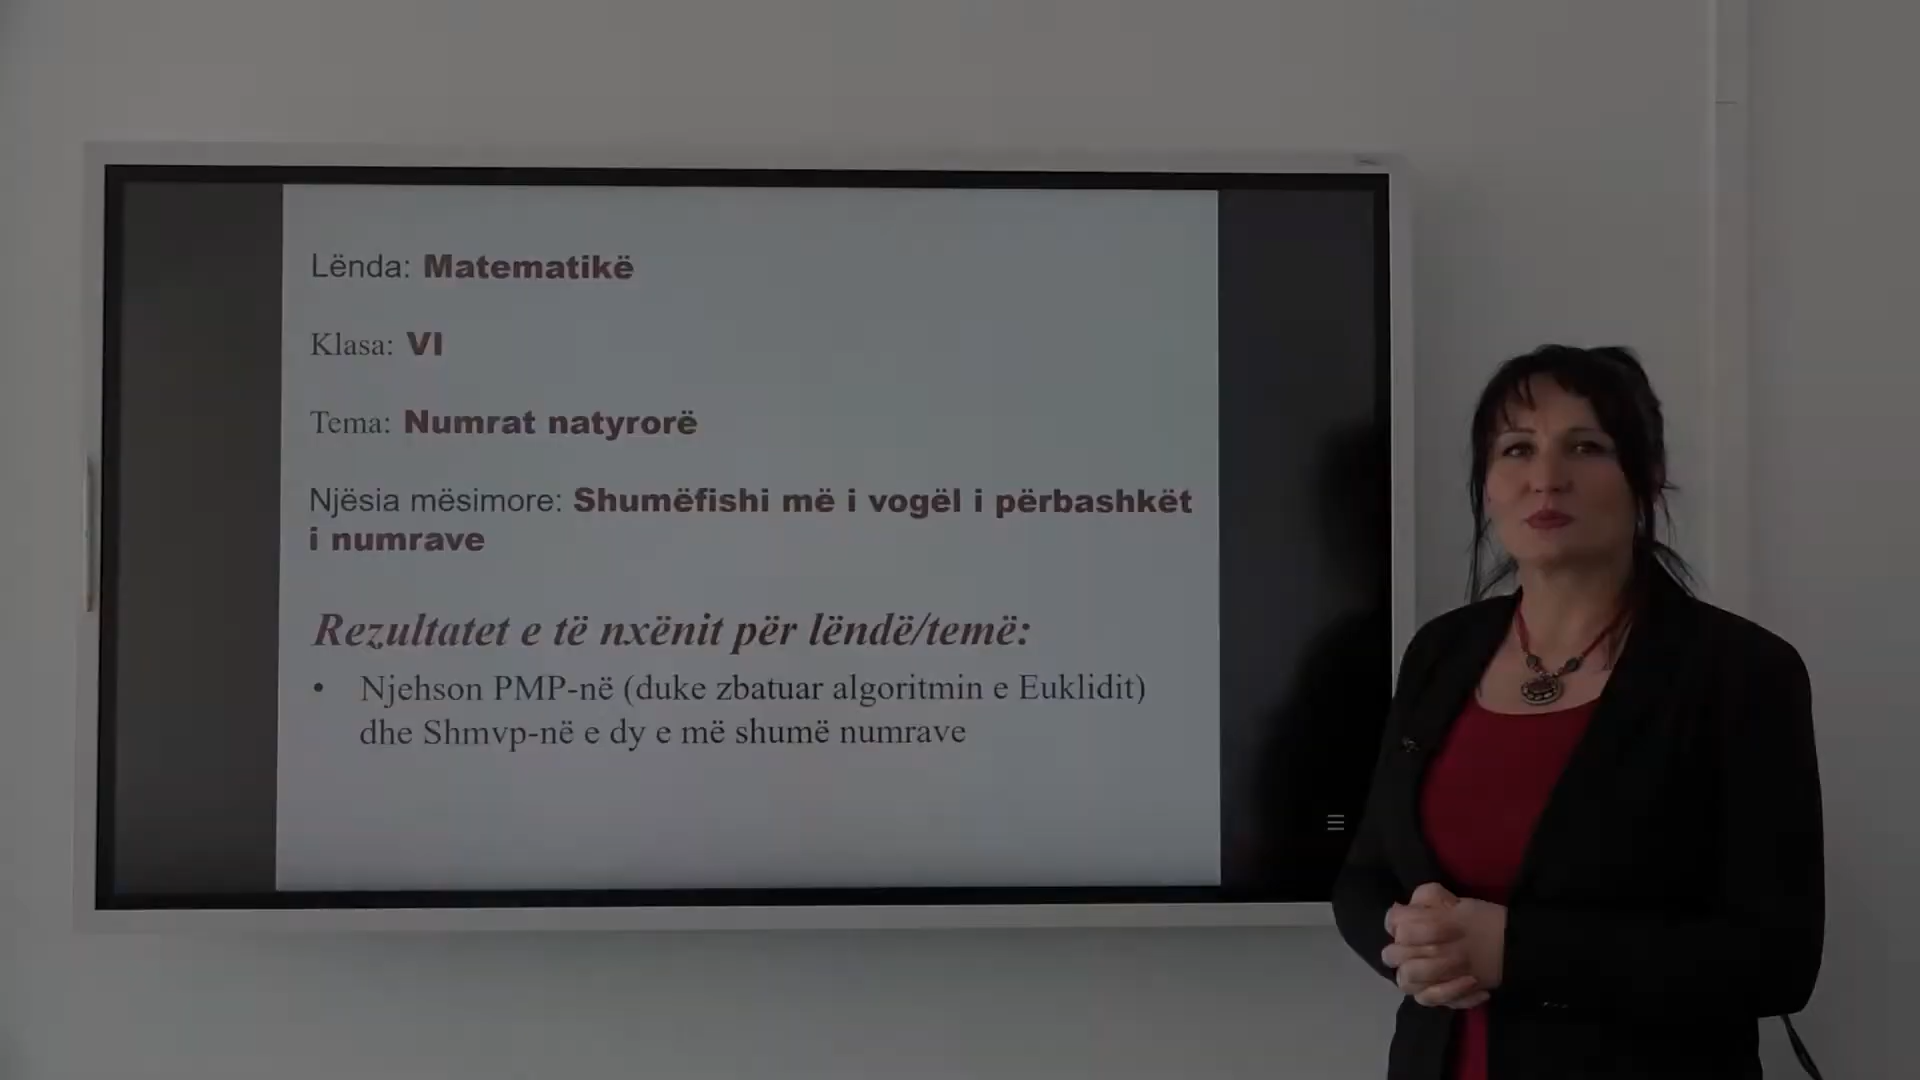 Lënda: Matematikë
Klasa: VI
Tema: Numrat natyrorë
Njësia mësimore: Shumëfishi më i vogël i përbashkët
i numrave
Rezultatet e të nxënit për lëndë/temë:
• Njehson PMP-në (duke zbatuar algoritmin e Euklidit)
dhe Shmvp-në e dy e më shumë numrave